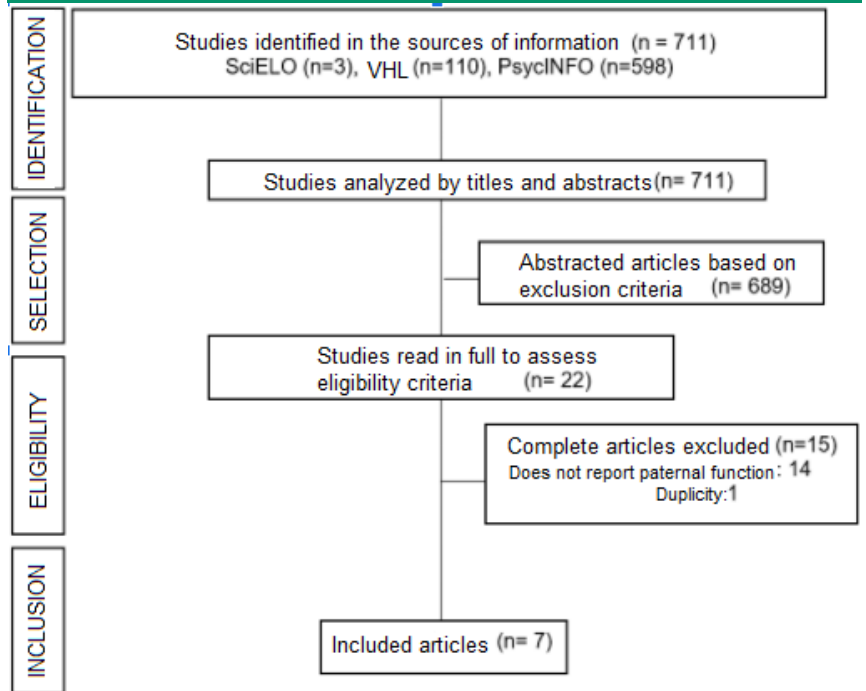 IDENTIFICATION
Studies identified in the sources of information (n = 711)
SciELO (n=3), VHL (n=110), PsycINFO (n=598)
Studies analyzed by titles and abstracts (n= 711)
SELECTION
Abstracted articles based on
exclusion criteria (n= 689)
Studies read in full to assess
eligibility criteria (n= 22)
ELIGIBILITY
Complete articles excluded (n=15)
Does not report paternal function: 14
Duplicity:1
INCLUSION
Included articles (n= 7)